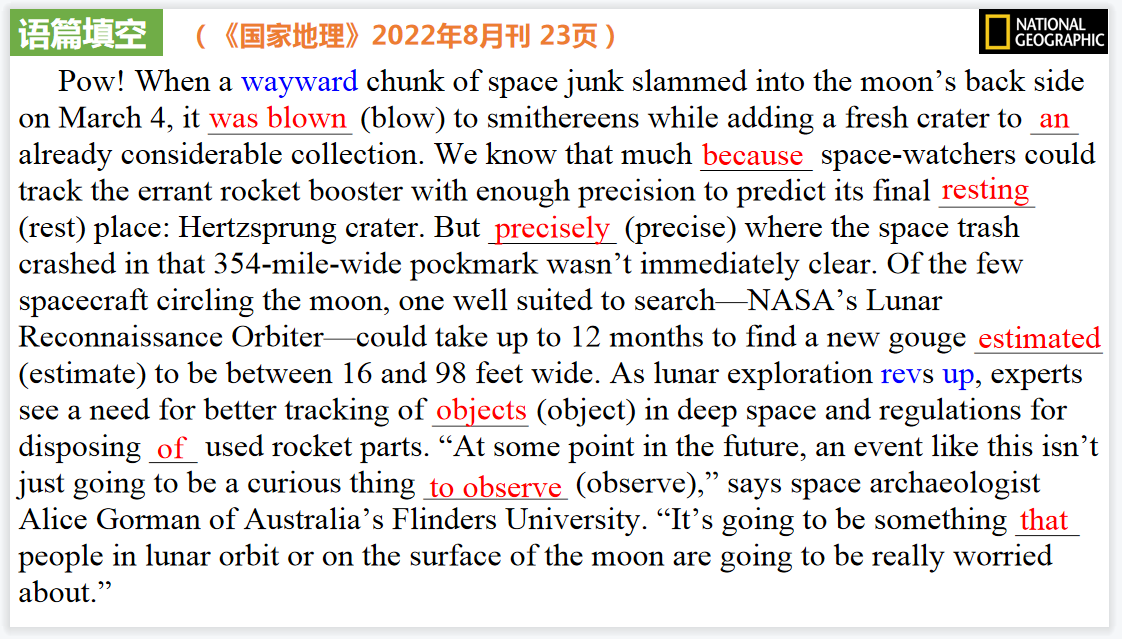 语篇填空 (《国家地理》2022年8月刊 23页) NATIONAL GEOGRAPHIC
Pow! When a wayward chunk of space junk slammed into the moon’s back side
on March 4, it was blown (blow) to smithereens while adding a fresh crater to an
already considerable collection. We know that much because space-watchers could
track the errant rocket booster with enough precision to predict its final resting
(rest) place: Hertzsprung crater. But precisely (precise) where the space trash
crashed in that 354-mile-wide pockmark wasn’t immediately clear. Of the few
spacecraft circling the moon, one well suited to search—NASA’s Lunar
Reconnaissance Orbiter—could take up to 12 months to find a new gouge estimated
(estimate) to be between 16 and 98 feet wide. As lunar exploration revs up, experts
see a need for better tracking of objects (object) in deep space and regulations for
disposing of used rocket parts. “At some point in the future, an event like this isn’t
just going to be a curious thing to observe (observe),” says space archaeologist
Alice Gorman of Australia’s Flinders University. “It’s going to be something that
people in lunar orbit or on the surface of the moon are going to be really worried
about.”